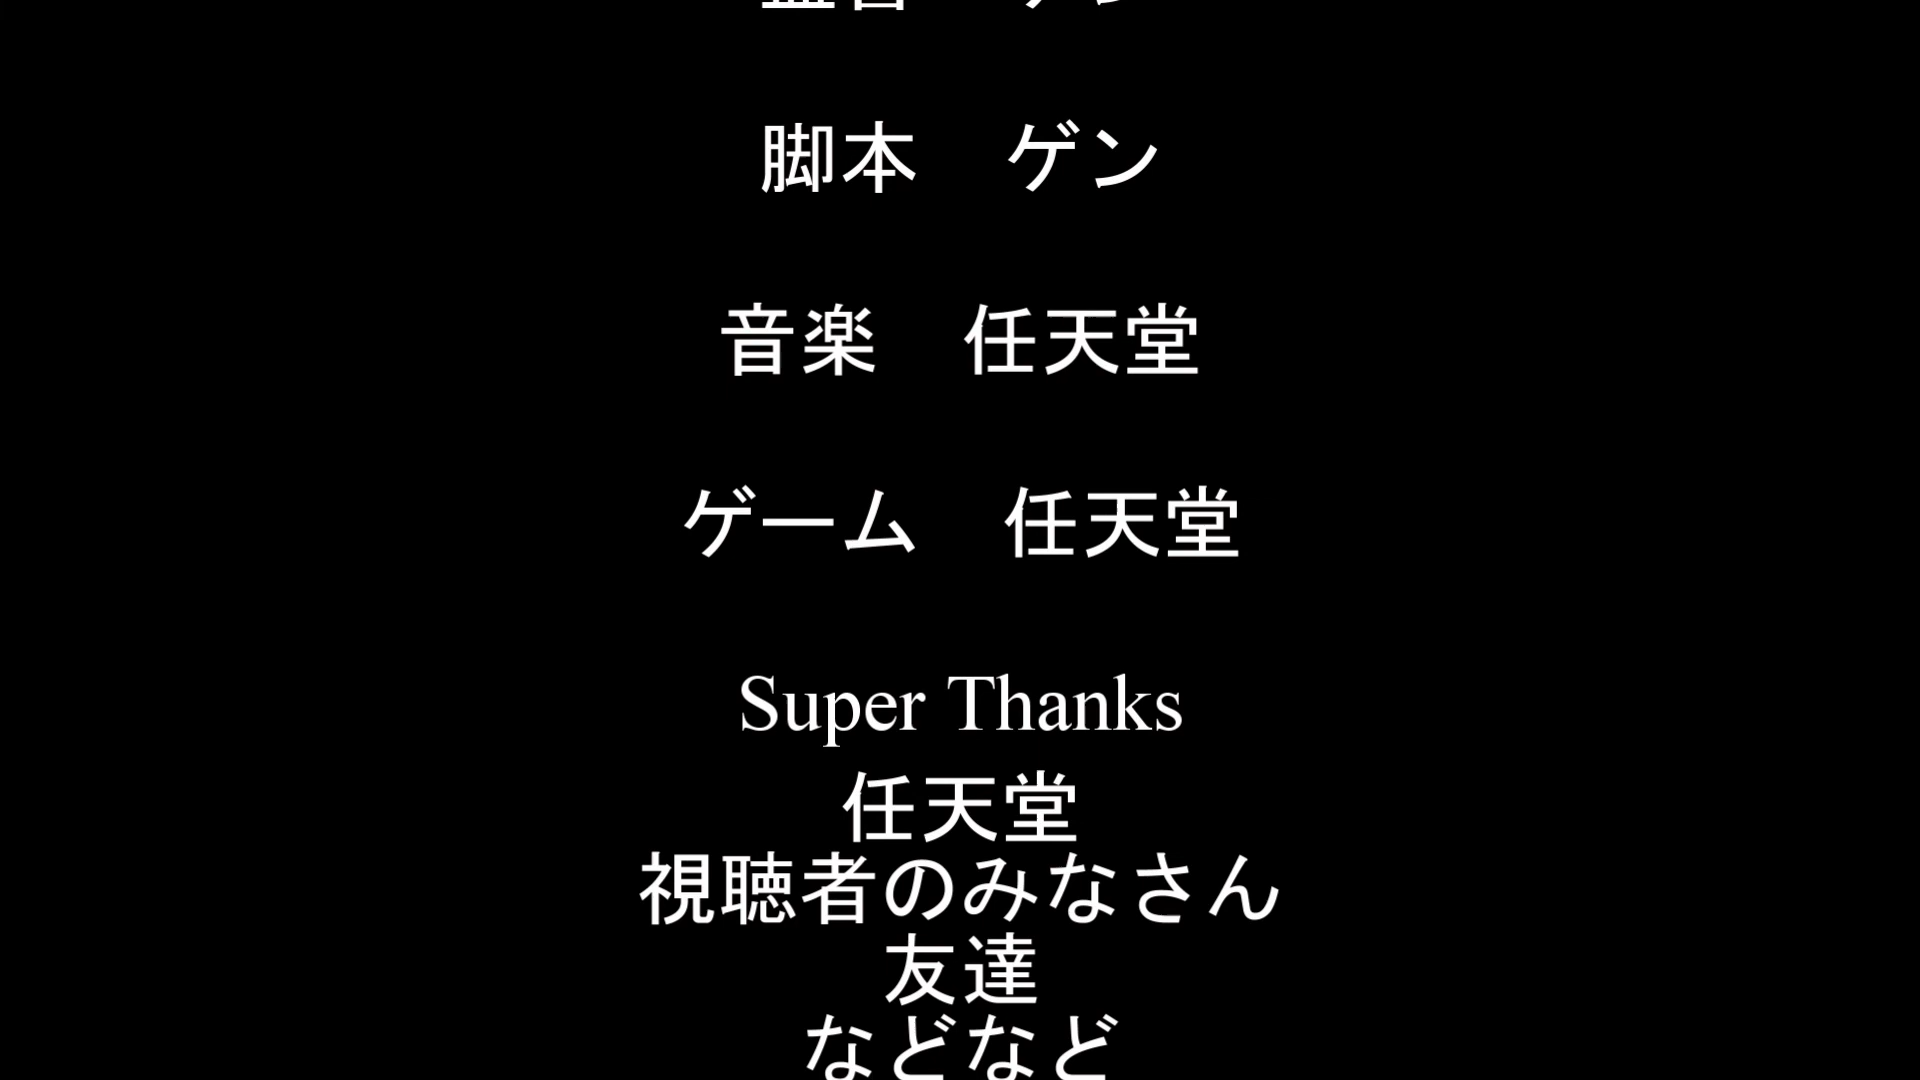 脚本　ゲン
音楽　任天堂
ゲーム　任天堂
Super Thanks
任天堂
視聴者のみなさん
友達
などなど